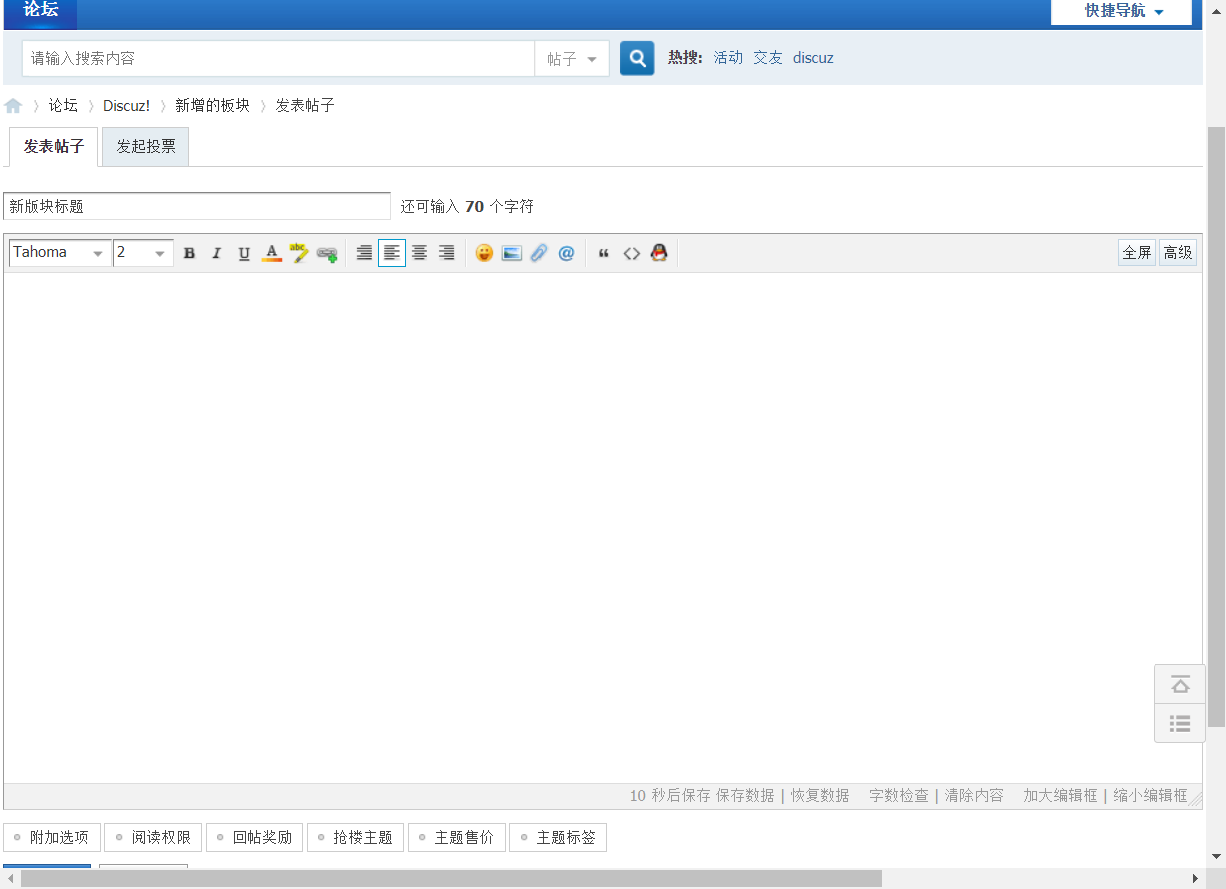 论坛
快捷导航
请输入搜索内容
帖子
热搜: 活动 交友 discuz
论坛 Discuz! 新增的板块 发表帖子
发表帖子 发起投票
新版块标题 还可输入 70 个字符
Tahoma 2 B I U A abc @ “ <> 全屏 高级
10 秒后保存 保存数据 | 恢复数据 字数检查 | 清除内容 加大编辑框 | 缩小编辑框
附加选项 阅读权限 回帖奖励 抢楼主题 主题售价 主题标签